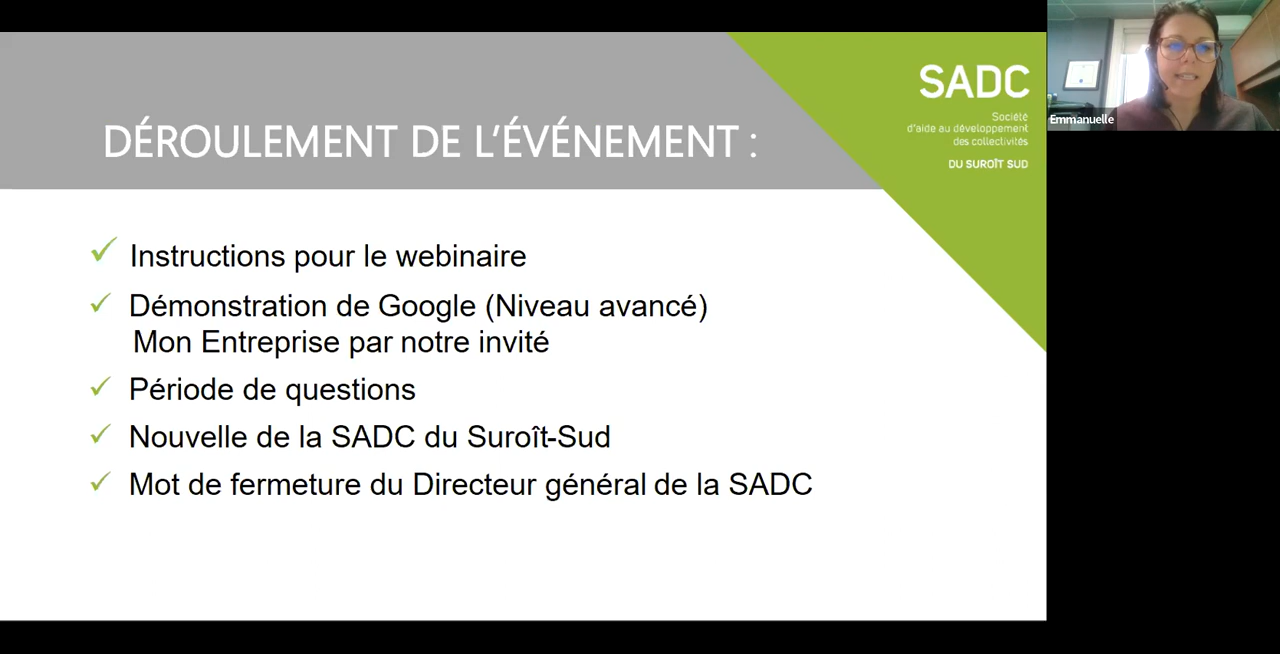 DÉROULEMENT DE L'ÉVÉNEMENT :
SADC
Société
d'aide au développement
des collectivités
DU SUROÎT SUD
Emmanuelle
Instructions pour le webinaire
Démonstration de Google (Niveau avancé)
Mon Entreprise par notre invité
Période de questions
Nouvelle de la SADC du Suroît-Sud
Mot de fermeture du Directeur général de la SADC